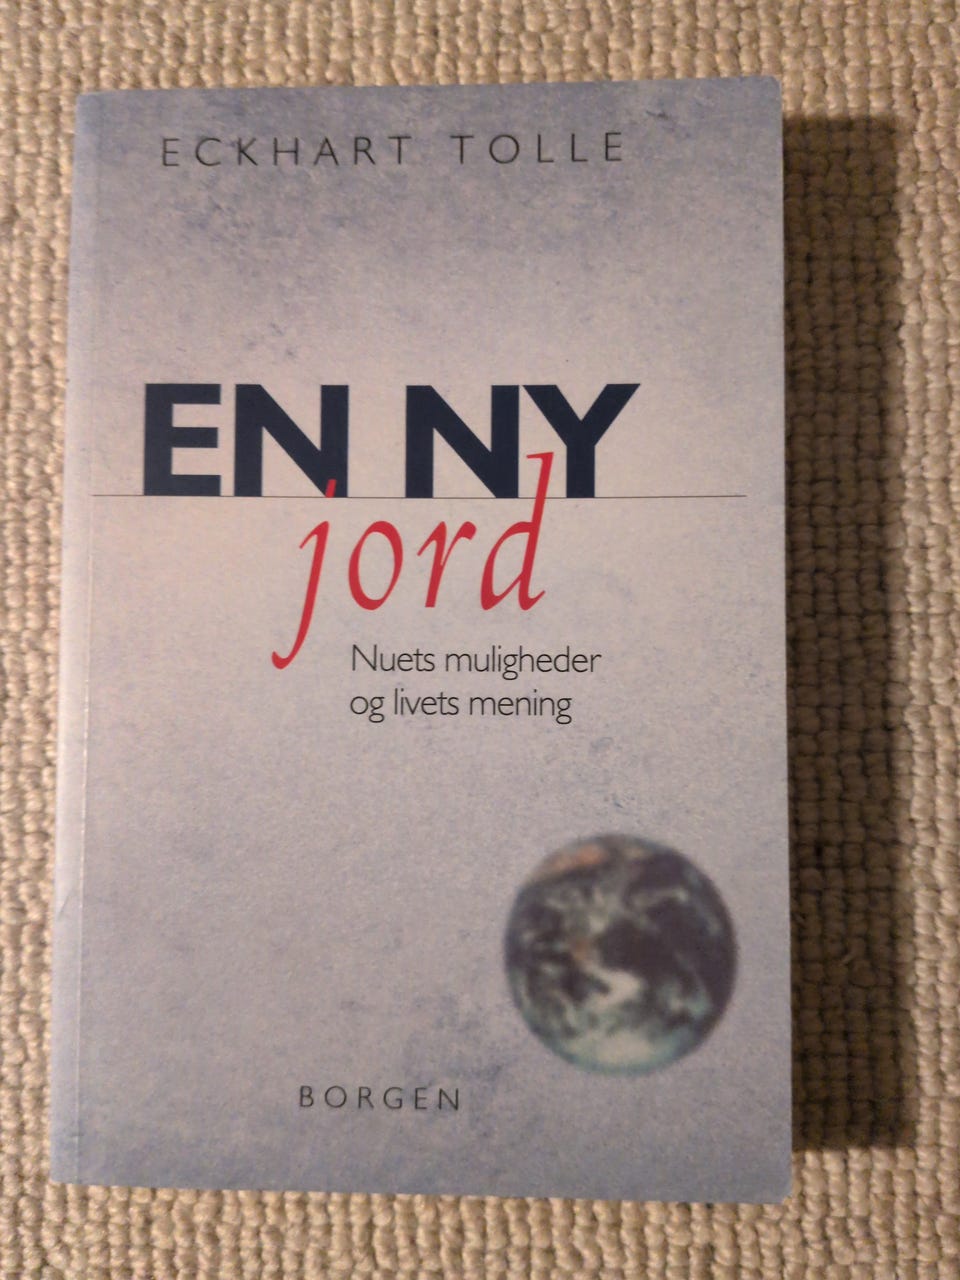 ECKHART TOLLE
EN NY
jord
Nuets muligheder
og livets mening
BORGEN